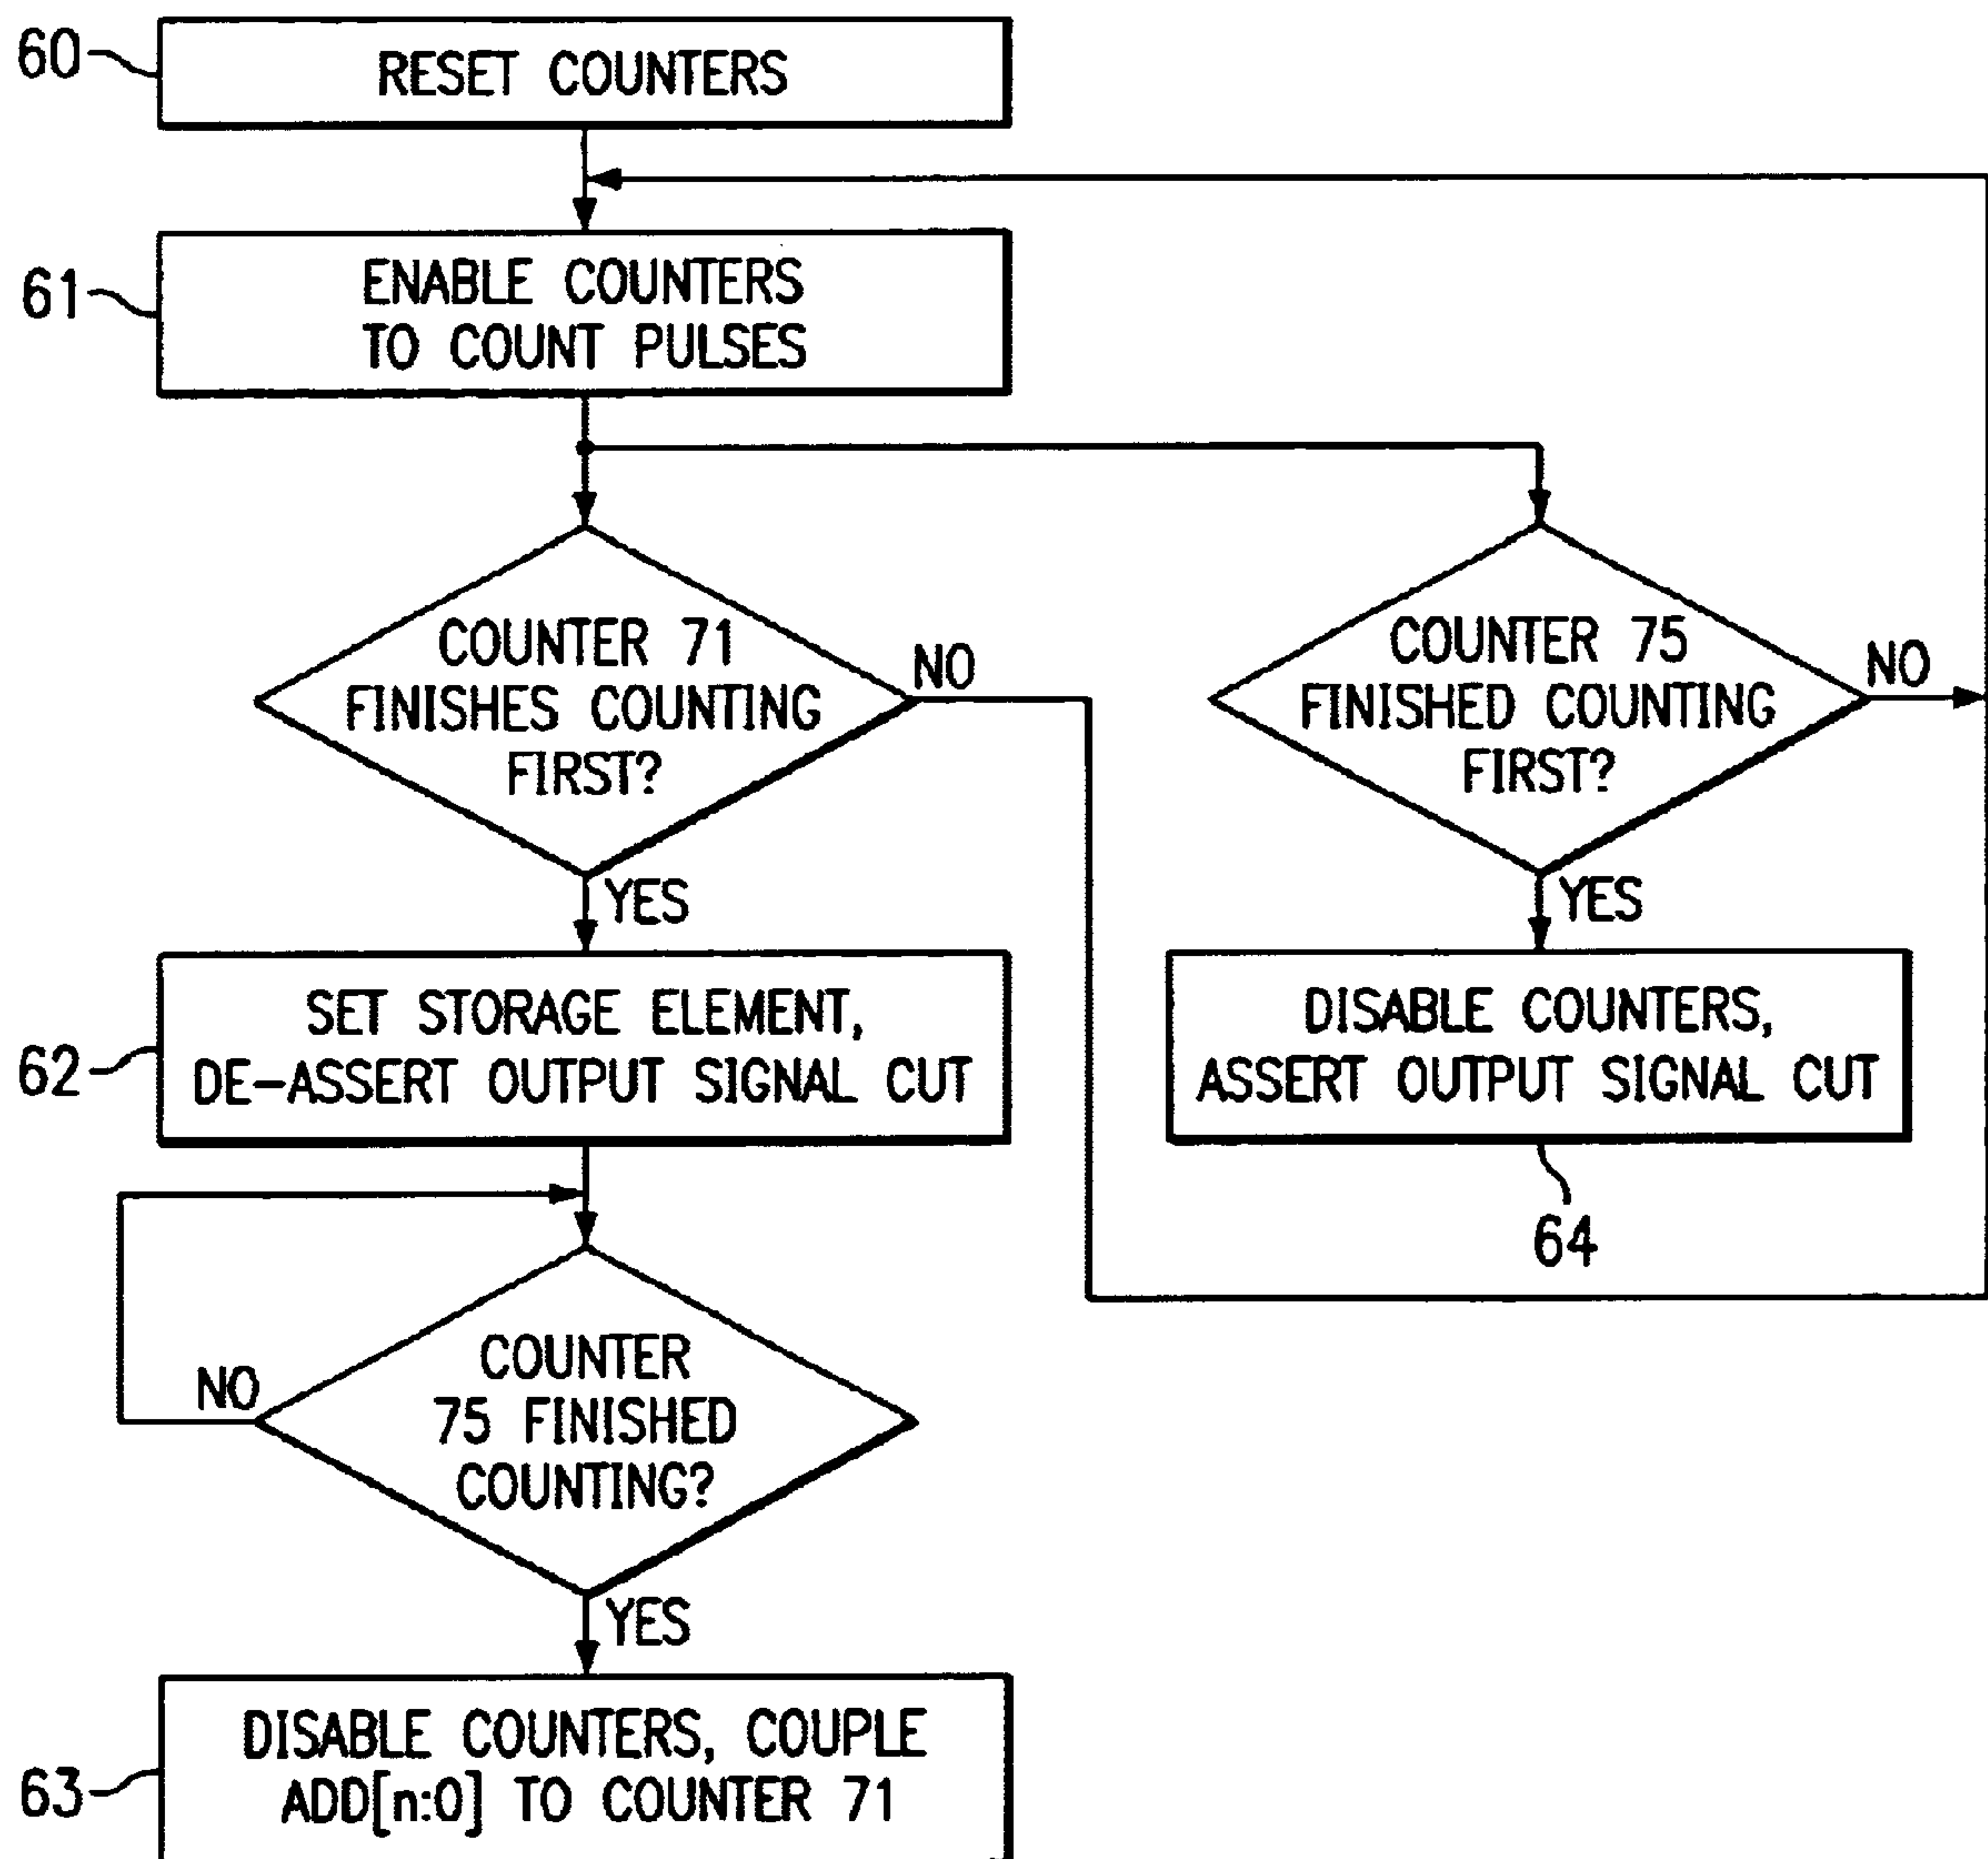 60
RESET COUNTERS
61
ENABLE COUNTERS
TO COUNT PULSES
COUNTER 71
FINISHES COUNTING
FIRST?
NO
YES
COUNTER 75
FINISHED COUNTING
FIRST?
NO
YES
62
SET STORAGE ELEMENT,
DE-ASSERT OUTPUT SIGNAL CUT
DISABLE COUNTERS,
ASSERT OUTPUT SIGNAL CUT
64
COUNTER
75 FINISHED
COUNTING?
NO
YES
63
DISABLE COUNTERS, COUPLE
ADD[n:0] TO COUNTER 71